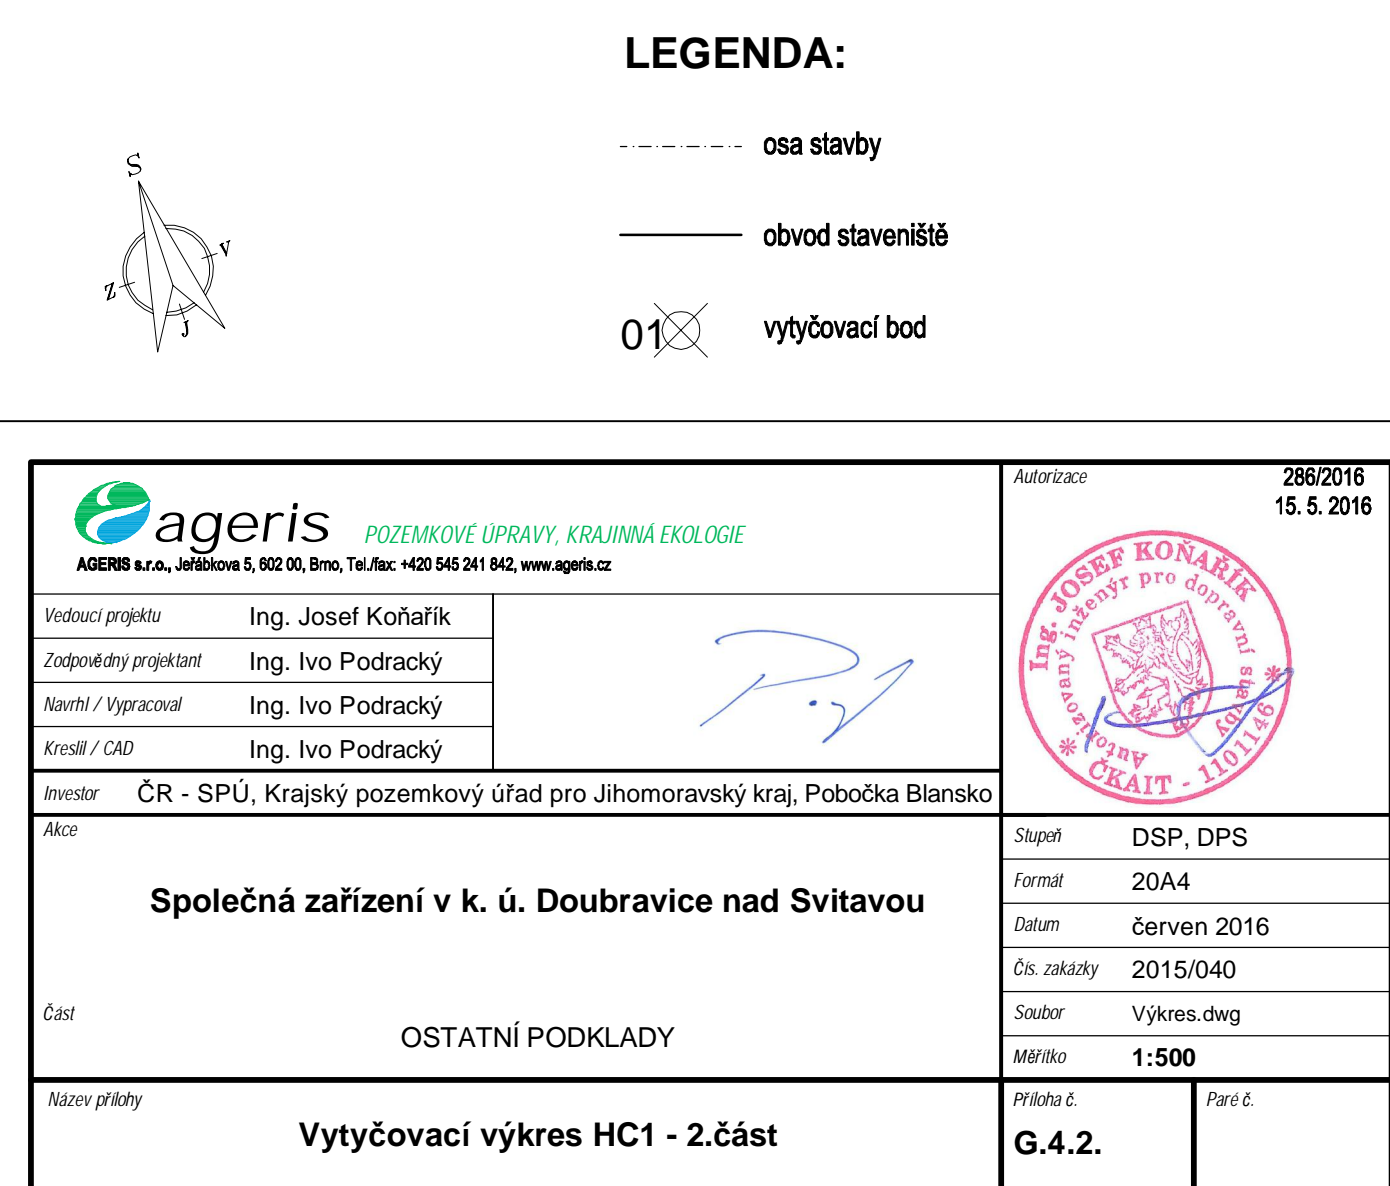 LEGENDA:
osa stavby
obvod staveniště
01 vytyčovací bod
S
V
Z
J
ageris POZEMKOVÉ ÚPRAVY, KRAJINNÁ EKOLOGIE
AGERIS s.r.o., Jeřábkova 5, 602 00, Brno, Tel./fax: +420 545 241 842, www.ageris.cz
Autorizace
286/2016
15. 5. 2016
Ing. JOSEF KOŇAŘÍK
Autorizovaný inženýr pro dopravní stavby
ČKAIT - 1101146
Vedoucí projektu Ing. Josef Koňařík
Zodpovědný projektant Ing. Ivo Podracký
Navrhl / Vypracoval Ing. Ivo Podracký
Kreslil / CAD Ing. Ivo Podracký
Investor ČR - SPÚ, Krajský pozemkový úřad pro Jihomoravský kraj, Pobočka Blansko
Akce
Společná zařízení v k. ú. Doubravice nad Svitavou
Část
OSTATNÍ PODKLADY
Stupeň DSP, DPS
Formát 20A4
Datum červen 2016
Čís. zakázky 2015/040
Soubor Výkres.dwg
Měřítko 1:500
Název přílohy
Vytyčovací výkres HC1 - 2.část
Příloha č.
G.4.2.
Paré č.